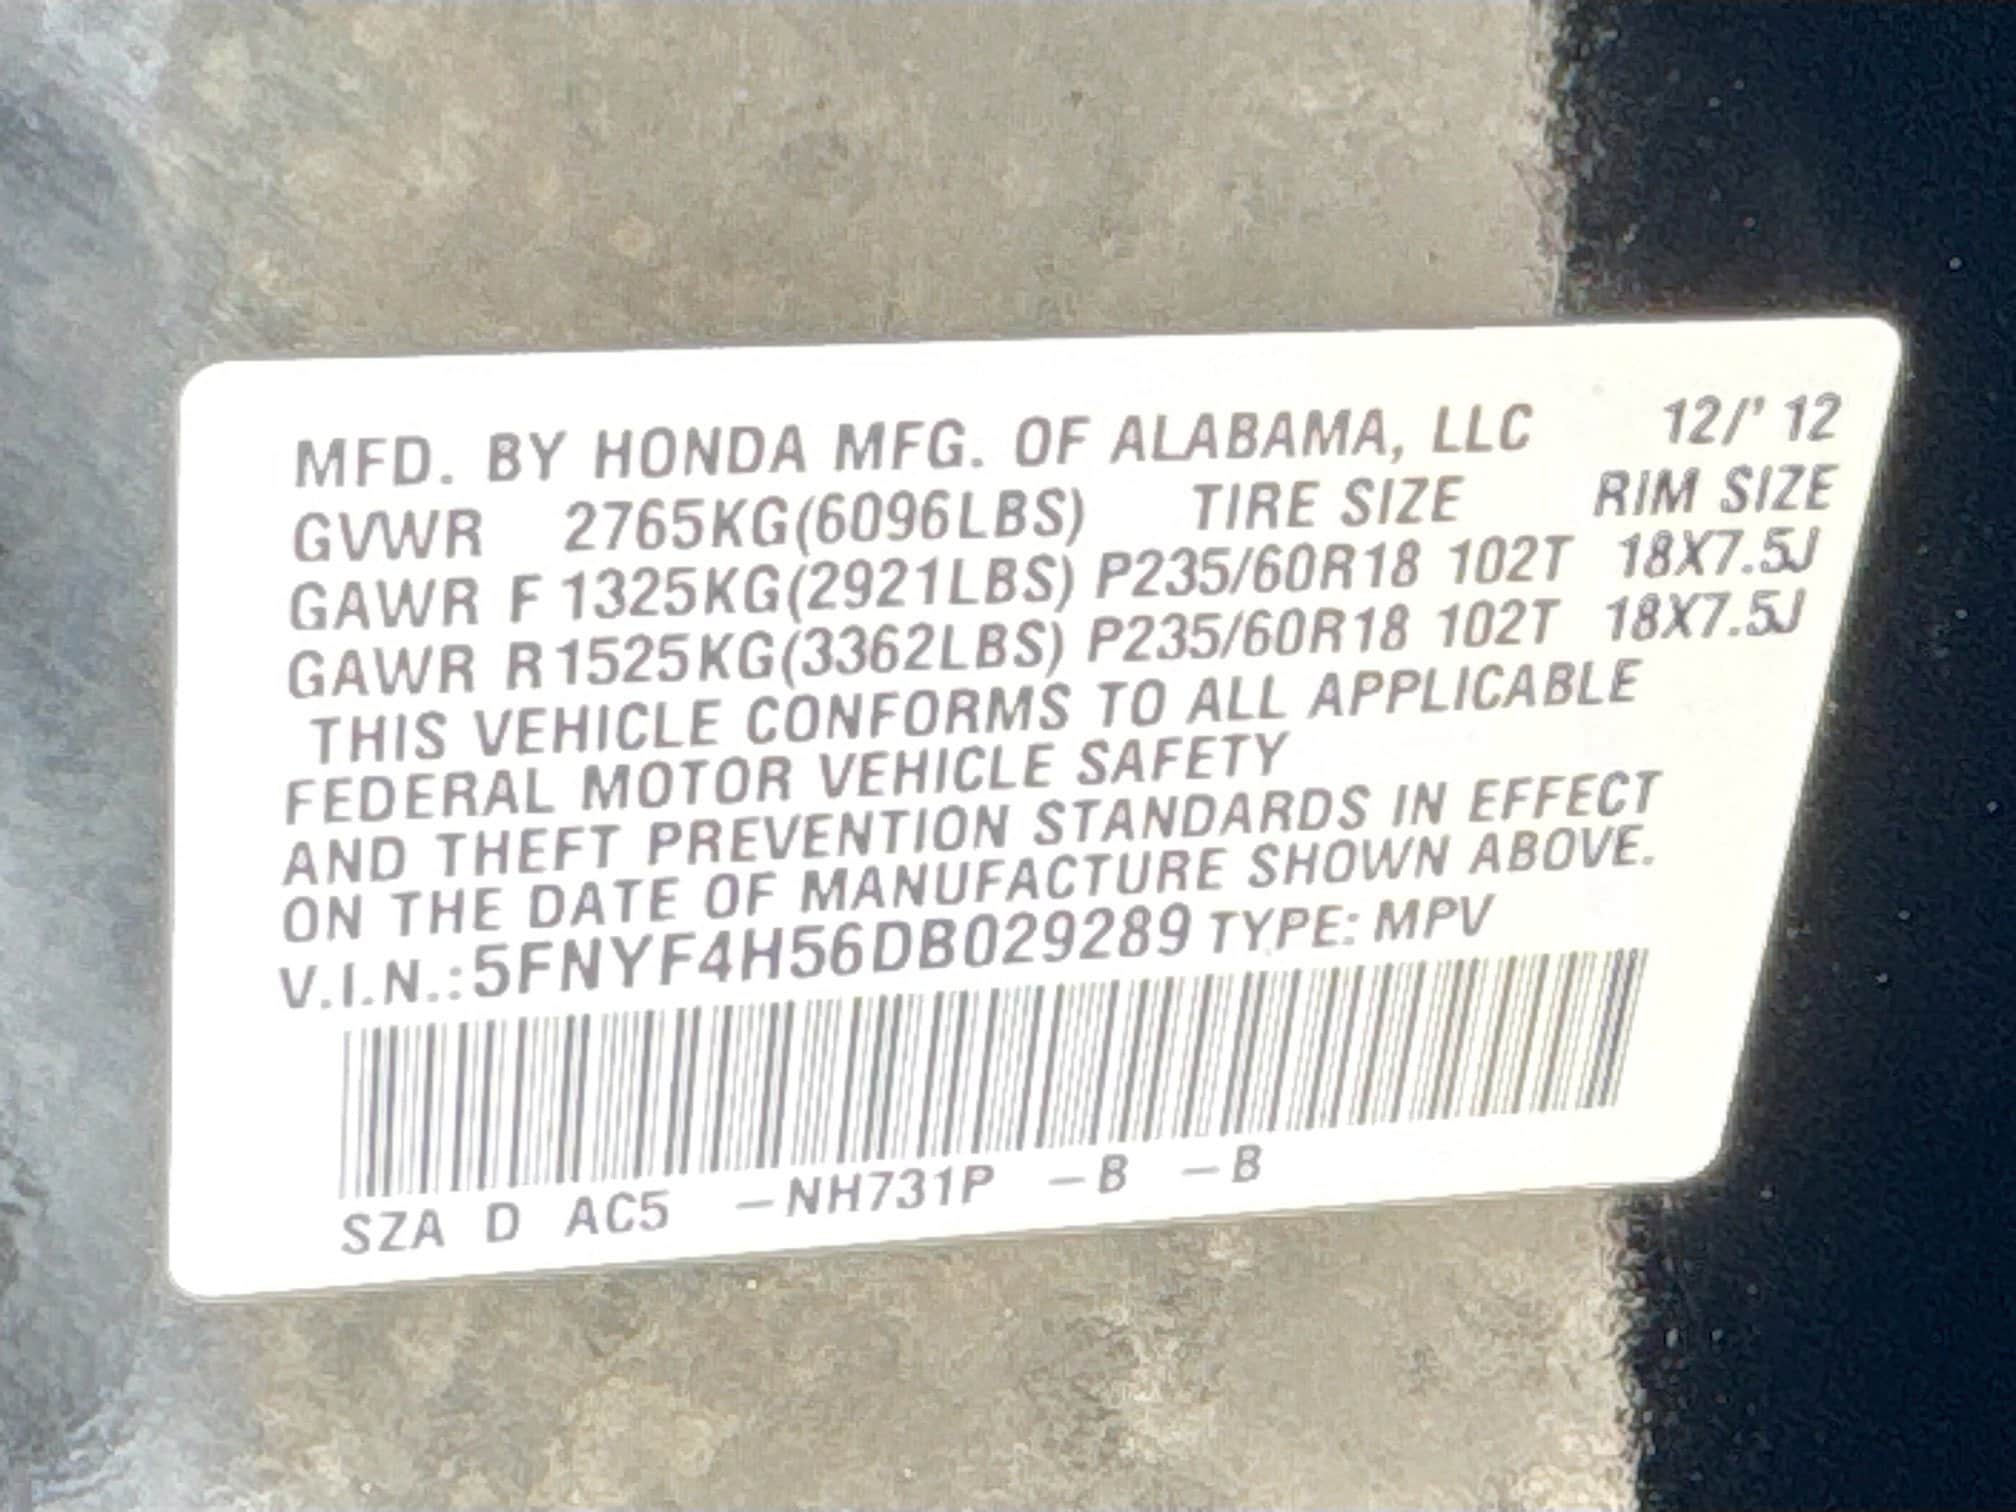 MFD. BY HONDA MFG. OF ALABAMA, LLC 12/' 12
GVWR 2765KG(6096LBS) TIRE SIZE RIM SIZE
GAWR F 1325KG(2921LBS) P235/60R18 102T 18X7.5J
GAWR R 1525KG(3362LBS) P235/60R18 102T 18X7.5J
THIS VEHICLE CONFORMS TO ALL APPLICABLE
FEDERAL MOTOR VEHICLE SAFETY
AND THEFT PREVENTION STANDARDS IN EFFECT
ON THE DATE OF MANUFACTURE SHOWN ABOVE.
V.I.N.:5FNYF4H56DB029289 TYPE: MPV
SZA D AC5 –NH731P –B –B